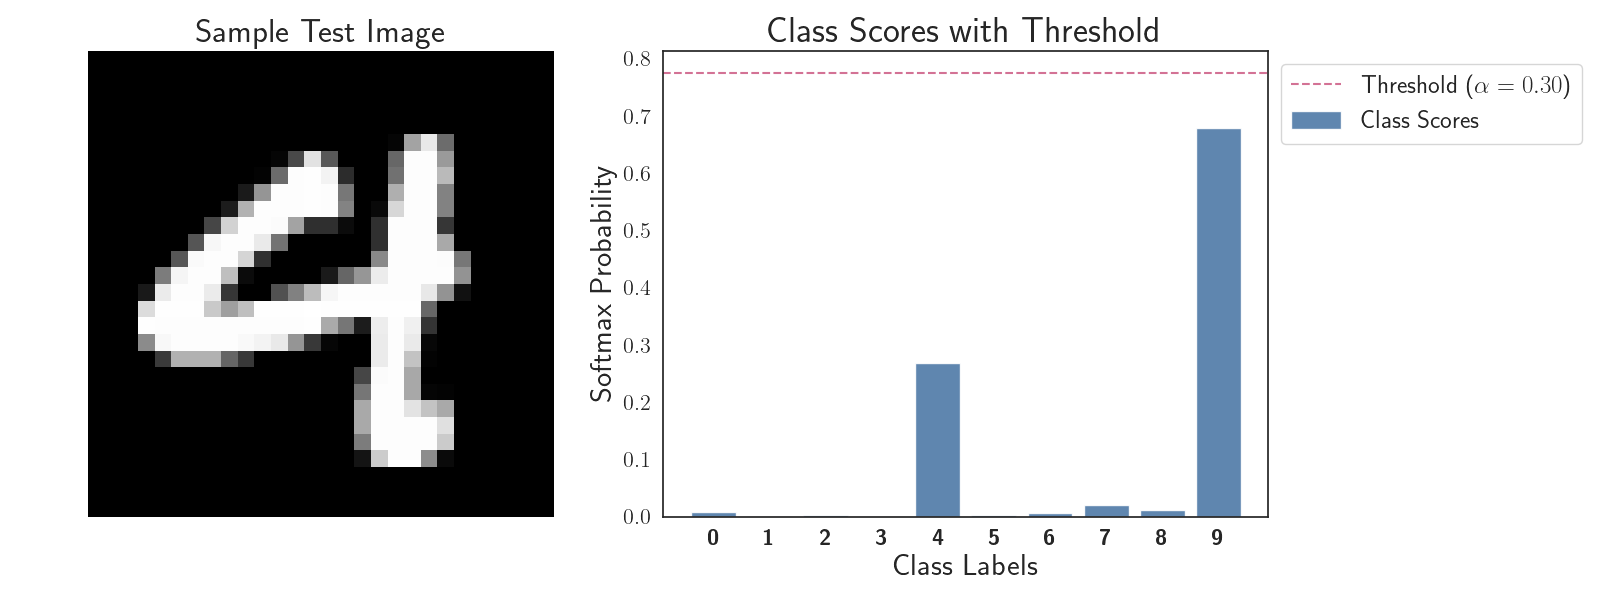 Sample Test Image
4
Class Scores with Threshold
Softmax Probability
0.8
0.7
0.6
0.5
0.4
0.3
0.2
0.1
0.0
0 1 2 3 4 5 6 7 8 9
Class Labels
Threshold (α = 0.30)
Class Scores